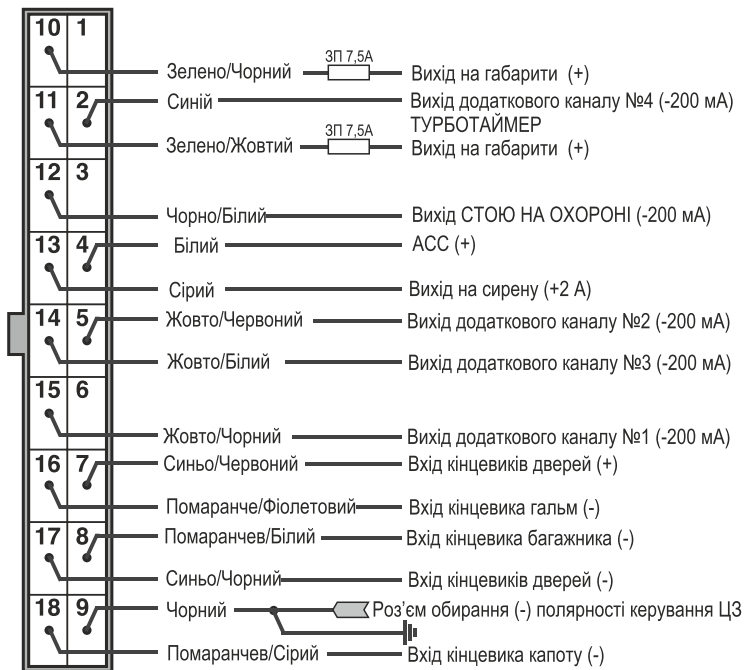 10 1
ЗП 7,5А
Зелено/Чорний Вихід на габарити (+)
11 2 Синій Вихід додаткового каналу №4 (-200 мА)
ТУРБОТАЙМЕР
ЗП 7,5А
Зелено/Жовтий Вихід на габарити (+)
12 3
Чорно/Білий Вихід СТОЮ НА ОХОРОНІ (-200 мА)
13 4 Білий АСС (+)
Сірий Вихід на сирену (+2 А)
14 5 Жовто/Червоний Вихід додаткового каналу №2 (-200 мА)
Жовто/Білий Вихід додаткового каналу №3 (-200 мА)
15 6
Жовто/Чорний Вихід додаткового каналу №1 (-200 мА)
16 7 Синьо/Червоний Вхід кінцевиків дверей (+)
Помаранче/Фіолетовий Вхід кінцевика гальм (-)
17 8 Помаранчев/Білий Вхід кінцевика багажника (-)
Синьо/Чорний Вхід кінцевиків дверей (-)
18 9 Чорний Роз'єм обирання (-) полярності керування ЦЗ
Помаранчев/Сірий Вхід кінцевика капоту (-)